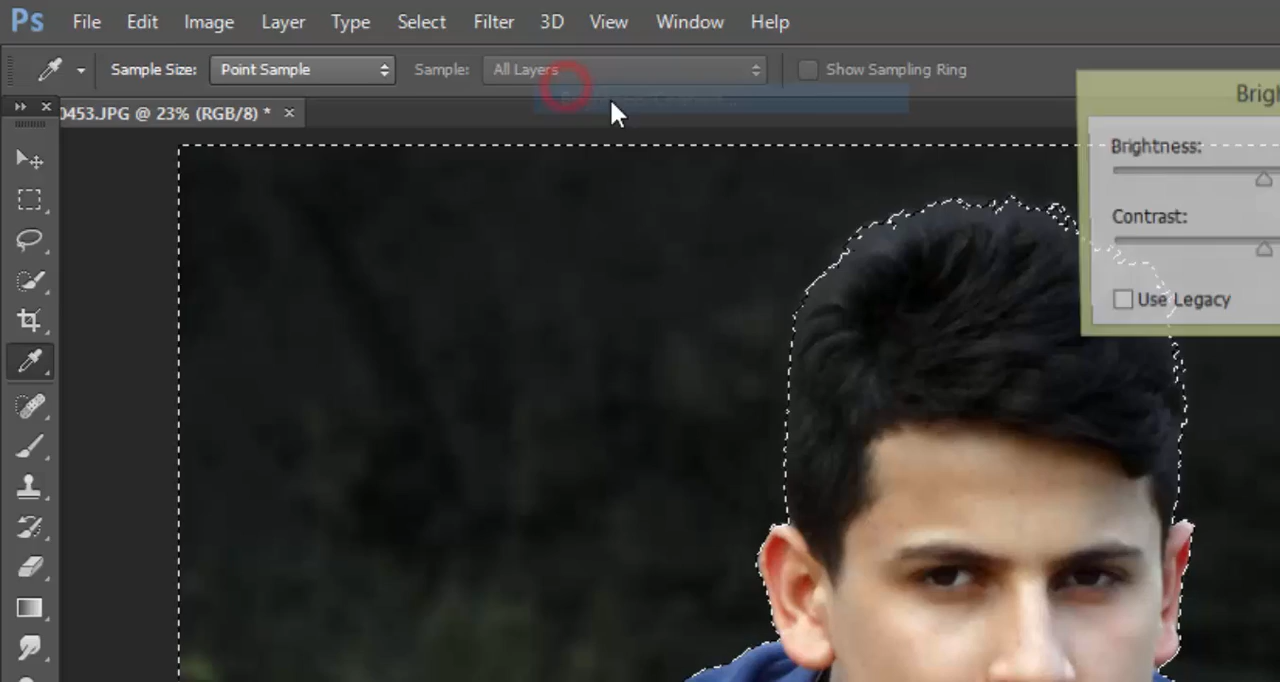 Ps File Edit Image Layer Type Select Filter 3D View Window Help
Sample Size: Point Sample Sample: All Layers Show Sampling Ring
0453.JPG @ 23% (RGB/8) *
Brightness:
Contrast:
Use Legacy